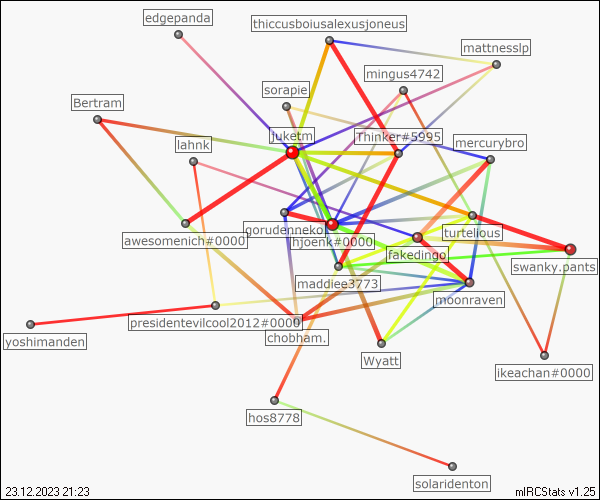 edgepanda
thiccusboiusalexusjoneus
mattnesslp
mingus4742
sorapie
Bertram
juketm
Thinker#5995
mercurybro
lahnk
gorudenneko
turtelious
awesomenich#0000
hjoenk#0000
fakedingo
swanky.pants
maddiee3773
moonraven
presidentevilcool2012#0000
chobham.
yoshimanden
Wyatt
ikeachan#0000
hos8778
solaridenton
23.12.2023 21:23
mIRCStats v1.25